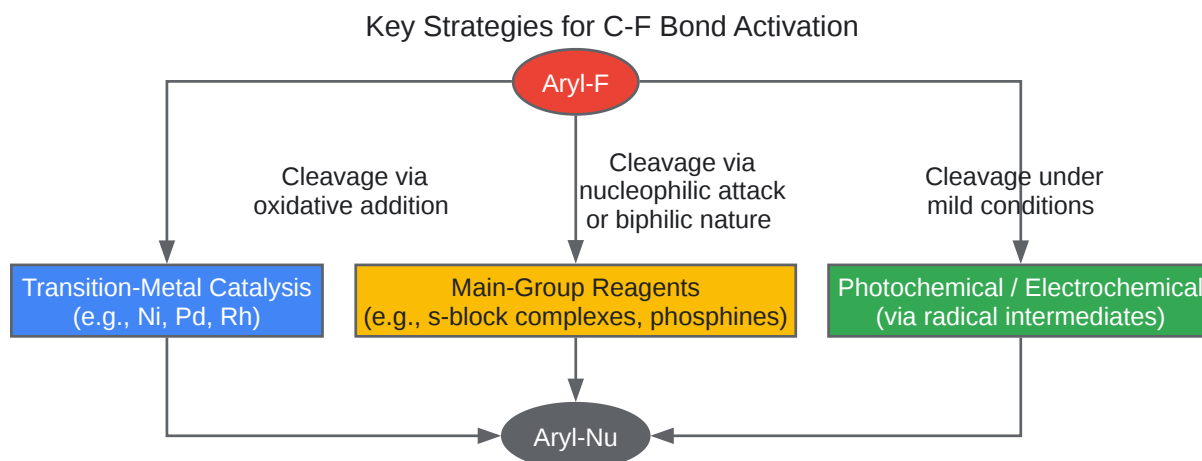 Key Strategies for C-F Bond Activation
Aryl-F
Cleavage via
oxidative addition
Cleavage via
nucleophilic attack
or biphilic nature
Cleavage under
mild conditions
Transition-Metal Catalysis
(e.g., Ni, Pd, Rh)
Main-Group Reagents
(e.g., s-block complexes, phosphines)
Photochemical / Electrochemical
(via radical intermediates)
Aryl-Nu